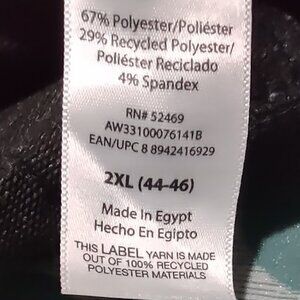 67% Polyester/Poliéster
29% Recycled Polyester/
Poliéster Reciclado
4% Spandex
RN# 52469
AW33100076141B
EAN/UPC 8 8942416929
2XL (44-46)
Made In Egypt
Hecho En Egipto
THIS LABEL YARN IS MADE
OUT OF 100% RECYCLED
POLYESTER MATERIALS